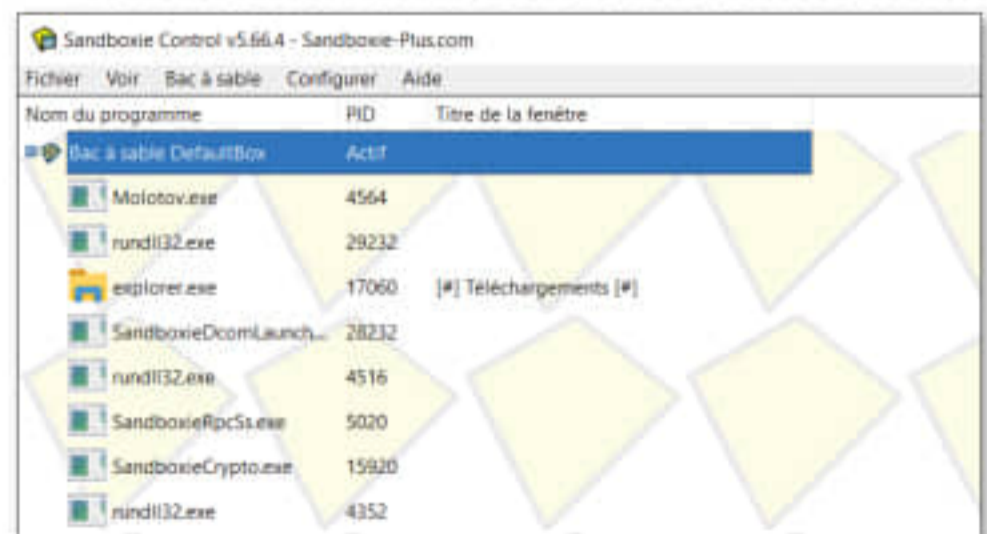 Sandboxie Control v5.66.4 - Sandboxie-Plus.com
Fichier Voir Bac à sable Configurer Aide
Nom du programme PID Titre de la fenêtre
Bac à sable DefaultBox Actif
Molotov.exe 4564
rundll32.exe 29232
explorer.exe 17060 [#] Téléchargements [#]
SandboxieDcomLaunch... 28232
rundll32.exe 4516
SandboxieRpcSs.exe 5020
SandboxieCrypto.exe 15920
rundll32.exe 4352